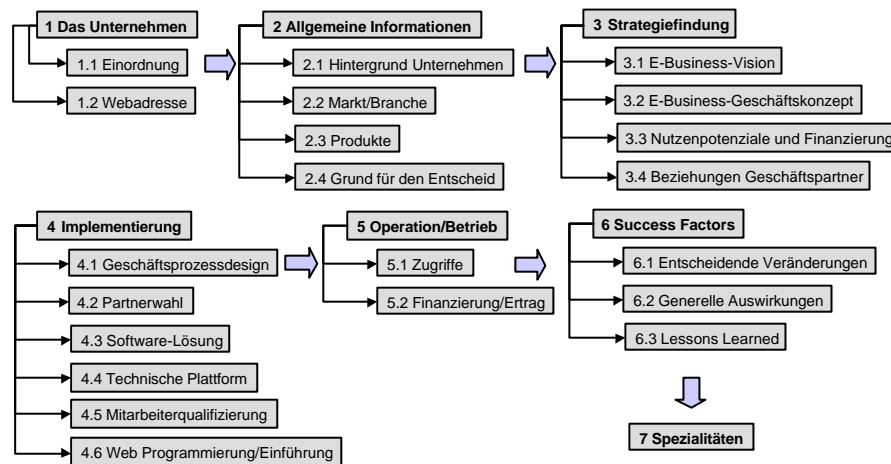 1 Das Unternehmen
1.1 Einordnung
1.2 Webadresse
2 Allgemeine Informationen
2.1 Hintergrund Unternehmen
2.2 Markt/Branche
2.3 Produkte
2.4 Grund für den Entscheid
3 Strategiefindung
3.1 E-Business-Vision
3.2 E-Business-Geschäftskonzept
3.3 Nutzenpotenziale und Finanzierung
3.4 Beziehungen Geschäftspartner
4 Implementierung
4.1 Geschäftsprozessdesign
4.2 Partnerwahl
4.3 Software-Lösung
4.4 Technische Plattform
4.5 Mitarbeiterqualifizierung
4.6 Web Programmierung/Einführung
5 Operation/Betrieb
5.1 Zugriffe
5.2 Finanzierung/Ertrag
6 Success Factors
6.1 Entscheidende Veränderungen
6.2 Generelle Auswirkungen
6.3 Lessons Learned
7 Spezialitäten